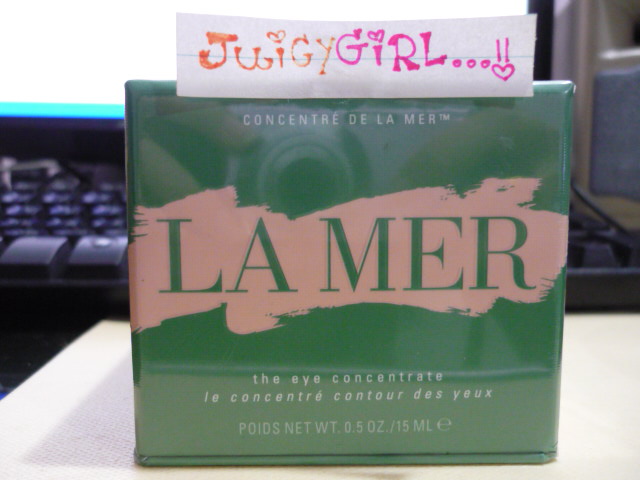 JWiGYGiRL...!!
CONCENTRÉ DE LA MER™
LA MER
the eye concentrate
le concentré contour des yeux
POIDS NET WT. 0.5 OZ./15 ML ℮